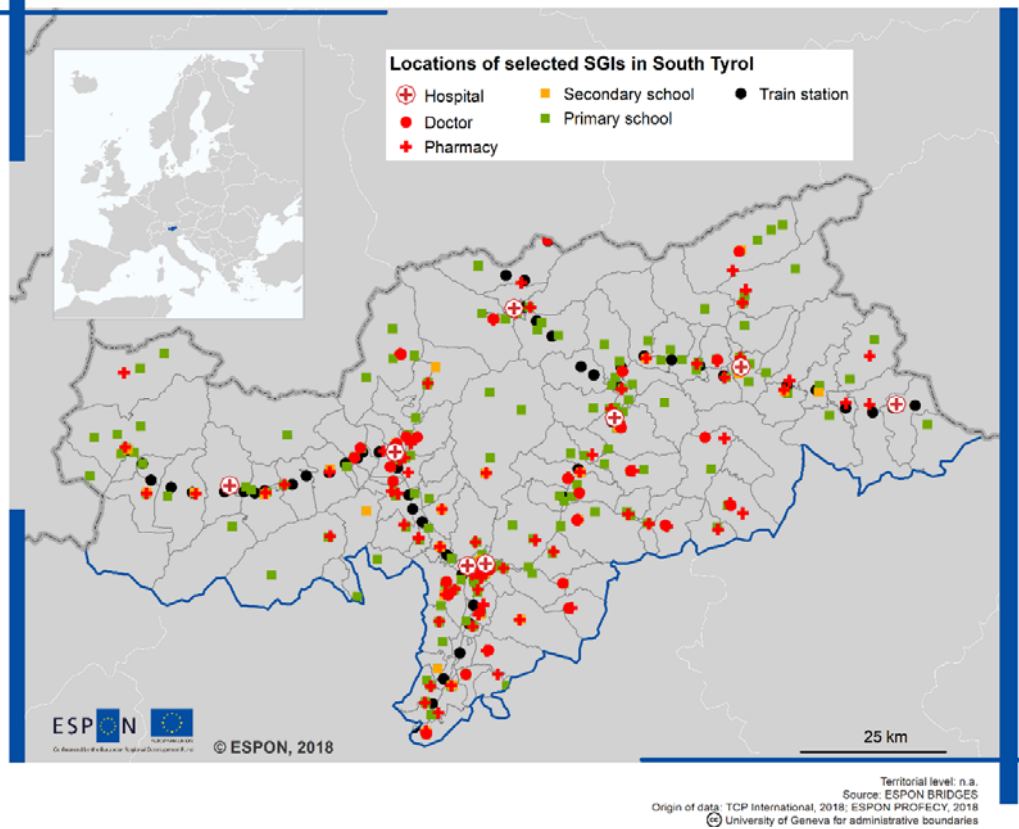 Locations of selected SGIs in South Tyrol
Hospital
Secondary school
Train station
Doctor
Primary school
Pharmacy
ESPON
© ESPON, 2018
25 km
Territorial level: n.a.
Source: ESPON BRIDGES
Origin of data: TCP International, 2018; ESPON PROFECY, 2018
cc University of Geneva for administrative boundaries